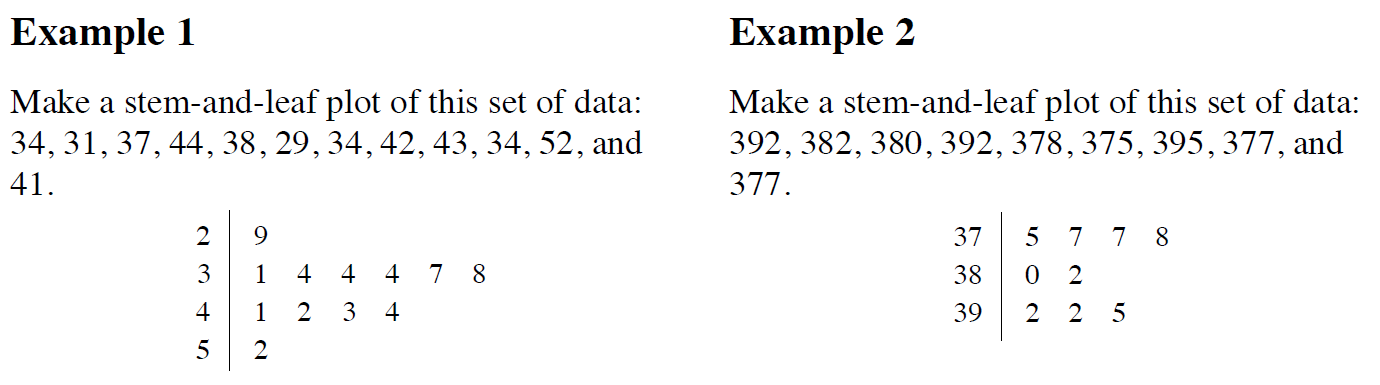 Example 1
Make a stem-and-leaf plot of this set of data:
34, 31, 37, 44, 38, 29, 34, 42, 43, 34, 52, and
41.
2 9
3 1 4 4 4 7 8
4 1 2 3 4
5 2
Example 2
Make a stem-and-leaf plot of this set of data:
392, 382, 380, 392, 378, 375, 395, 377, and
377.
37 5 7 7 8
38 0 2
39 2 2 5